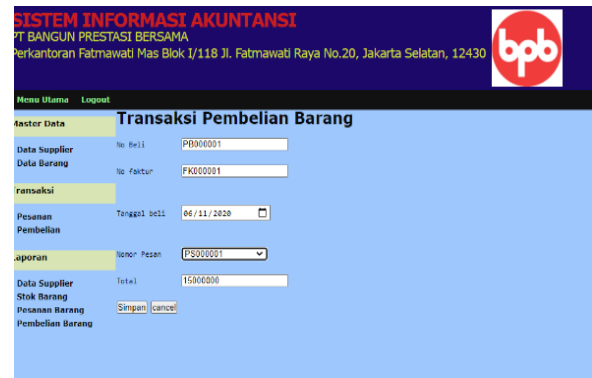 SISTEM INFORMASI AKUNTANSI
PT BANGUN PRESTASI BERSAMA
Perkantoran Fatmawati Mas Blok I/118 Jl. Fatmawati Raya No.20, Jakarta Selatan, 12430
bpb
Menu Utama Logout
Master Data
Data Supplier
Data Barang
Transaksi
Pesanan
Pembelian
Laporan
Data Supplier
Stok Barang
Pesanan Barang
Pembelian Barang
Transaksi Pembelian Barang
No Beli PB000001
No Faktur FK000001
Tanggal beli 06/11/2020
Nomor Pesan PS000001
Total 15000000
Simpan cancel